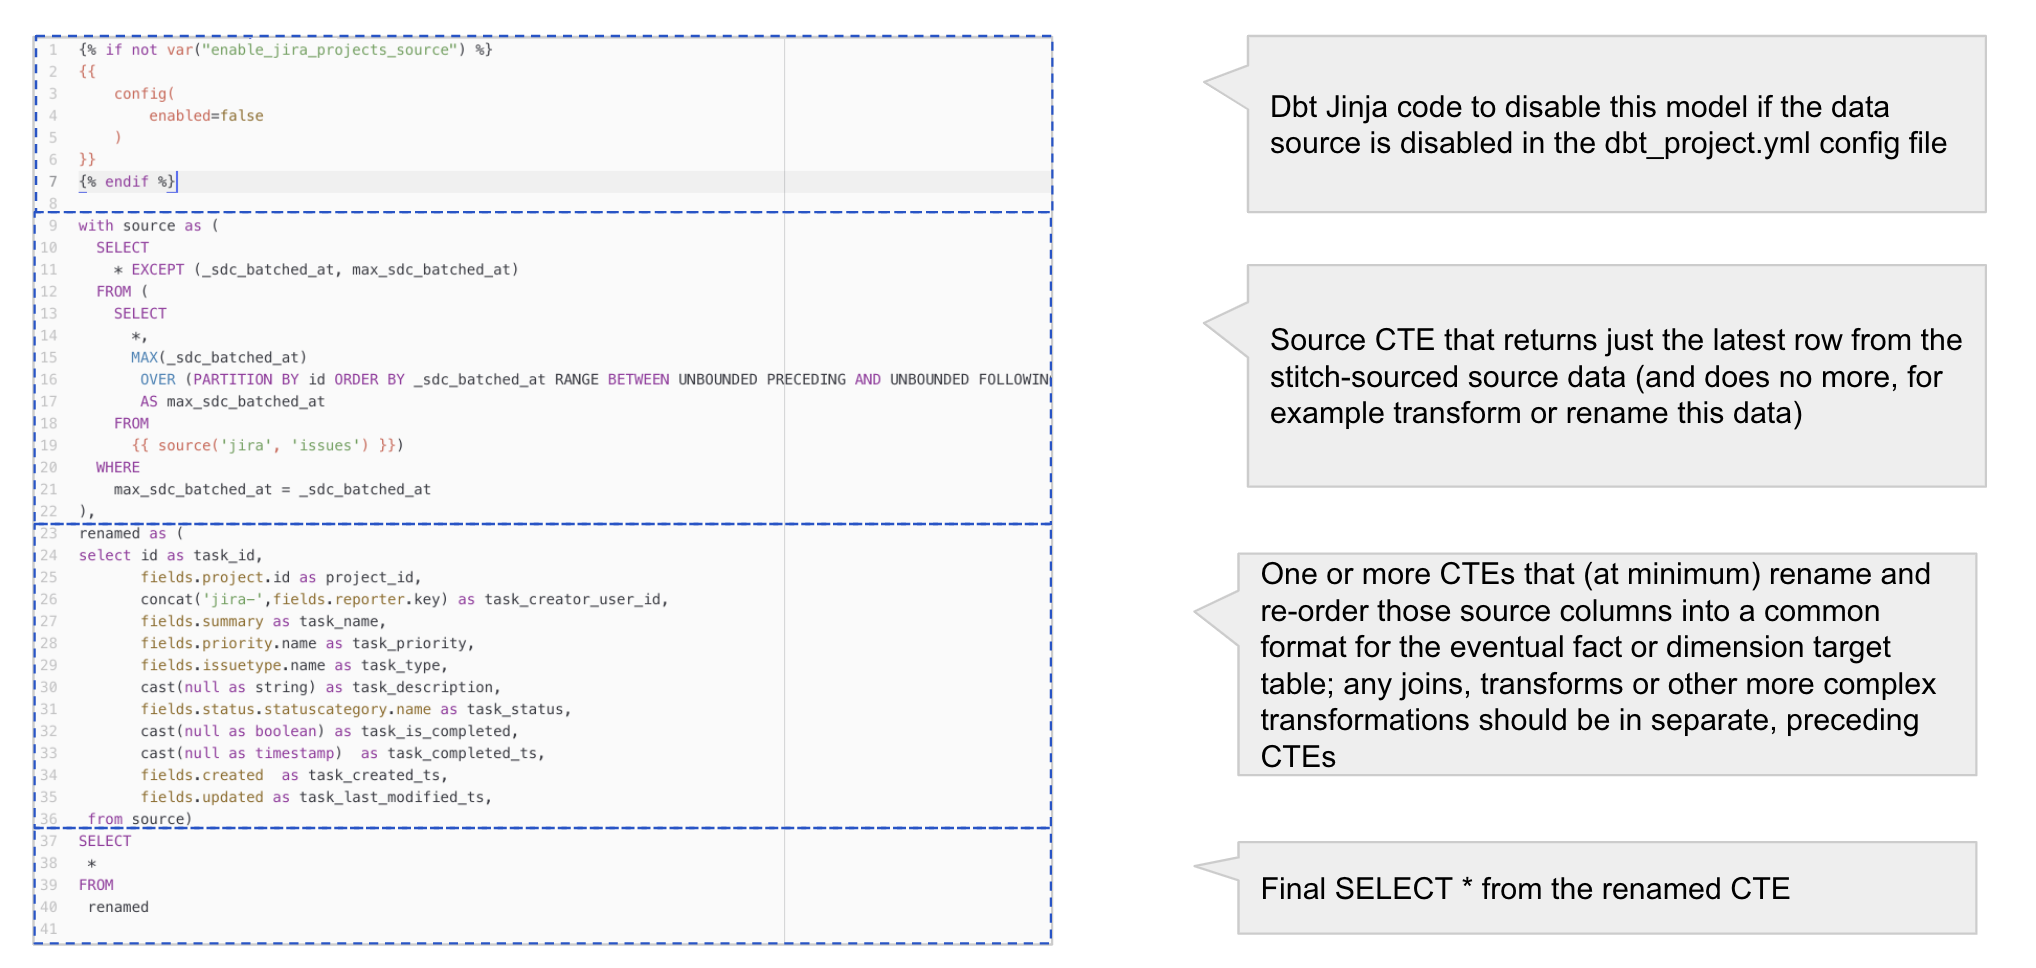 1 {% if not var("enable_jira_projects_source") %}
2 {{
3 config(
4 enabled=false
5 )
6 }}
7 {% endif %}
8
9 with source as (
10 SELECT
11 * EXCEPT (_sdc_batched_at, max_sdc_batched_at)
12 FROM (
13 SELECT
14 *,
15 MAX(_sdc_batched_at)
16 OVER (PARTITION BY id ORDER BY _sdc_batched_at RANGE BETWEEN UNBOUNDED PRECEDING AND UNBOUNDED FOLLOWIN
17 AS max_sdc_batched_at
18 FROM
19 {{ source('jira', 'issues') }})
20 WHERE
21 max_sdc_batched_at = _sdc_batched_at
22 ),
23 renamed as (
24 select id as task_id,
25 fields.project.id as project_id,
26 concat('jira-',fields.reporter.key) as task_creator_user_id,
27 fields.summary as task_name,
28 fields.priority.name as task_priority,
29 fields.issuetype.name as task_type,
30 cast(null as string) as task_description,
31 fields.status.statuscategory.name as task_status,
32 cast(null as boolean) as task_is_completed,
33 cast(null as timestamp)  as task_completed_ts,
34 fields.created  as task_created_ts,
35 fields.updated as task_last_modified_ts,
36 from source)
37 SELECT
38 *
39 FROM
40 renamed
41
Dbt Jinja code to disable this model if the data
source is disabled in the dbt_project.yml config file
Source CTE that returns just the latest row from the
stitch-sourced source data (and does no more, for
example transform or rename this data)
One or more CTEs that (at minimum) rename and
re-order those source columns into a common
format for the eventual fact or dimension target
table; any joins, transforms or other more complex
transformations should be in separate, preceding
CTEs
Final SELECT * from the renamed CTE